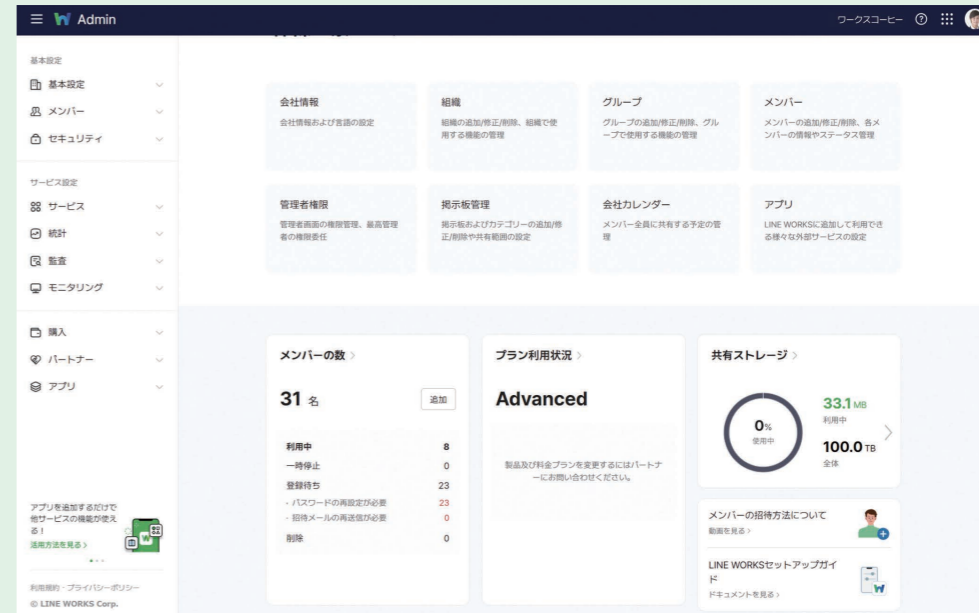 Admin
ワークスコーヒー
基本設定
基本設定
メンバー
セキュリティ
サービス設定
サービス
統計
監査
モニタリング
購入
パートナー
アプリ
アプリを追加するだけで
他サービスの機能が使え
る!
活用方法を見る >
利用規約 · プライバシーポリシー
© LINE WORKS Corp.
会社情報
会社情報および言語の設定
組織
組織の追加/修正/削除、組織で使
用する機能の管理
グループ
グループの追加/修正/削除、グル
ープで使用する機能の管理
メンバー
メンバーの追加/修正/削除、各メ
ンバーの情報やステータス管理
管理者権限
管理者画面の権限管理、最高管理
者の権限委任
掲示板管理
掲示板およびカテゴリーの追加/修
正/削除や共有範囲の設定
会社カレンダー
メンバー全員に共有する予定の管
理
アプリ
LINE WORKSに追加して利用でき
る様々な外部サービスの設定
メンバーの数 >
31 名
追加
利用中 8
一時停止 0
登録待ち 23
- パスワードの再設定が必要 23
- 招待メールの再送信が必要 0
削除 0
プラン利用状況 >
Advanced
製品及び料金プランを変更するにはパートナ
ーにお問い合わせください。
共有ストレージ >
0%
使用中
33.1 MB
利用中
100.0 TB
全体
メンバーの招待方法について
動画を見る >
LINE WORKSセットアップガイ
ド
ドキュメントを見る >